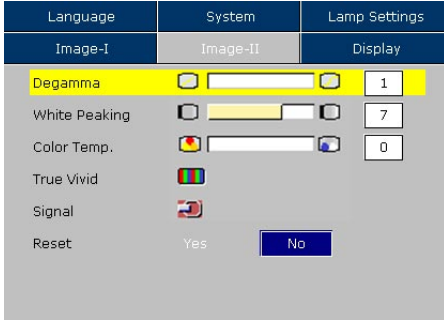 Language System Lamp Settings
Image-I Image-II Display
Degamma 1
White Peaking 7
Color Temp. 0
True Vivid
Signal
Reset Yes No